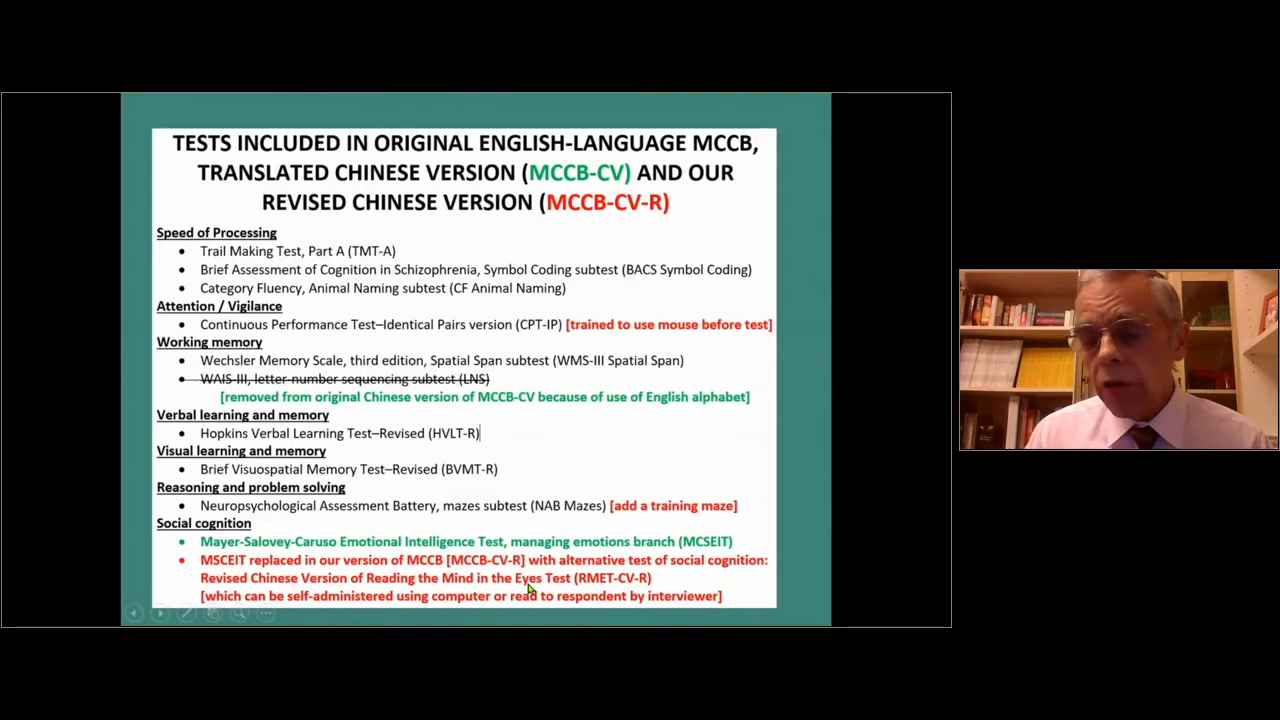 TESTS INCLUDED IN ORIGINAL ENGLISH-LANGUAGE MCCB,
TRANSLATED CHINESE VERSION (MCCB-CV) AND OUR
REVISED CHINESE VERSION (MCCB-CV-R)
Speed of Processing
• Trail Making Test, Part A (TMT-A)
• Brief Assessment of Cognition in Schizophrenia, Symbol Coding subtest (BACS Symbol Coding)
• Category Fluency, Animal Naming subtest (CF Animal Naming)
Attention / Vigilance
• Continuous Performance Test–Identical Pairs version (CPT-IP) [trained to use mouse before test]
Working memory
• Wechsler Memory Scale, third edition, Spatial Span subtest (WMS-III Spatial Span)
• WAIS-III, letter-number sequencing subtest (LNS)
[removed from original Chinese version of MCCB-CV because of use of English alphabet]
Verbal learning and memory
• Hopkins Verbal Learning Test–Revised (HVLT-R)
Visual learning and memory
• Brief Visuospatial Memory Test–Revised (BVMT-R)
Reasoning and problem solving
• Neuropsychological Assessment Battery, mazes subtest (NAB Mazes) [add a training maze]
Social cognition
• Mayer-Salovey-Caruso Emotional Intelligence Test, managing emotions branch (MCSEIT)
• MSCEIT replaced in our version of MCCB [MCCB-CV-R] with alternative test of social cognition:
Revised Chinese Version of Reading the Mind in the Eyes Test (RMET-CV-R)
[which can be self-administered using computer or read to respondent by interviewer]